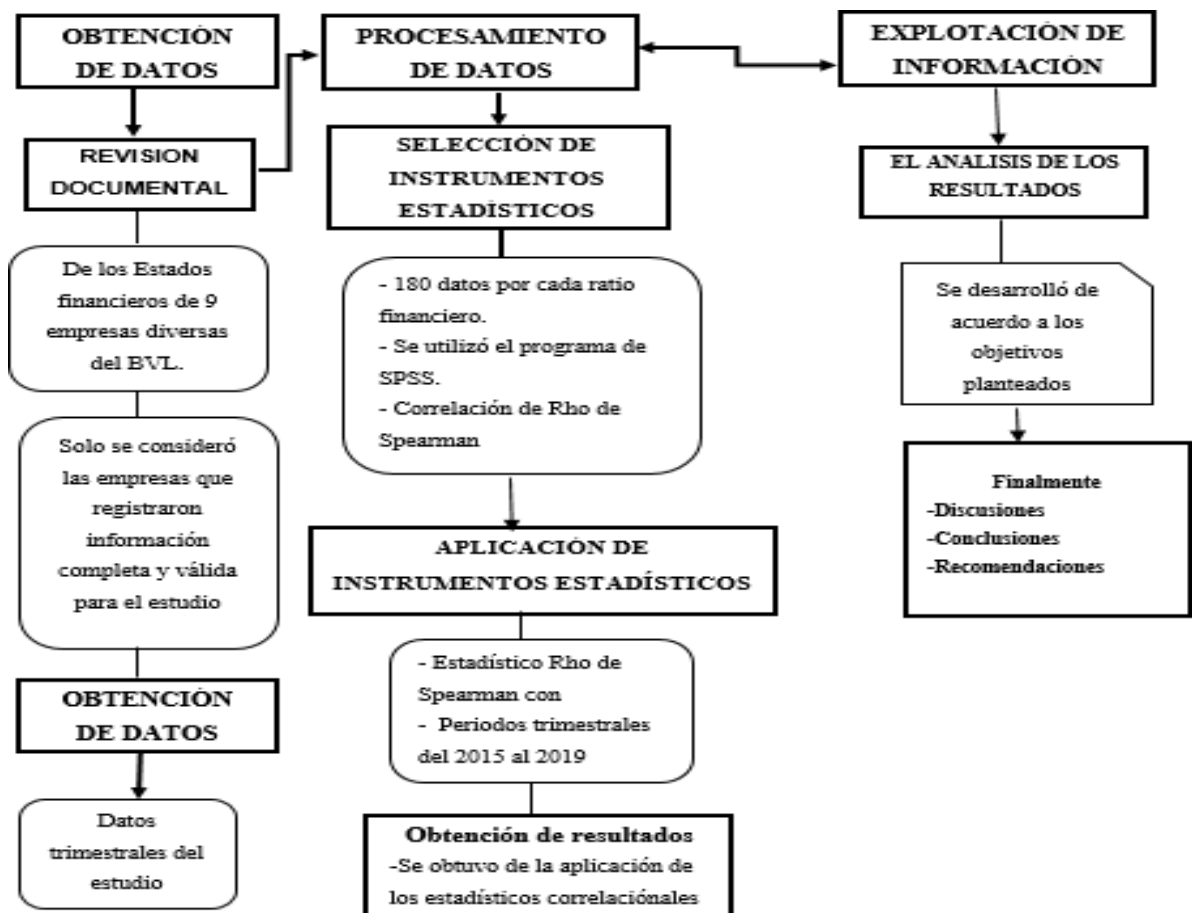 OBTENCIÓN
DE DATOS
REVISION
DOCUMENTAL
De los Estados
financieros de 9
empresas diversas
del BVL.
Solo se consideró
las empresas que
registraron
información
completa y válida
para el estudio
OBTENCIÓN
DE DATOS
Datos
trimestrales del
estudio
PROCESAMIENTO
DE DATOS
SELECCIÓN DE
INSTRUMENTOS
ESTADÍSTICOS
- 180 datos por cada ratio
financiero.
- Se utilizó el programa de
SPSS.
- Correlación de Rho de
Spearman
APLICACIÓN DE
INSTRUMENTOS ESTADÍSTICOS
- Estadístico Rho de
Spearman con
- Periodos trimestrales
del 2015 al 2019
Obtención de resultados
-Se obtuvo de la aplicación de
los estadísticos correlaciónales
EXPLOTACIÓN DE
INFORMACIÓN
EL ANALISIS DE LOS
RESULTADOS
Se desarrolló de
acuerdo a los
objetivos
planteados
Finalmente
-Discusiones
-Conclusiones
-Recomendaciones